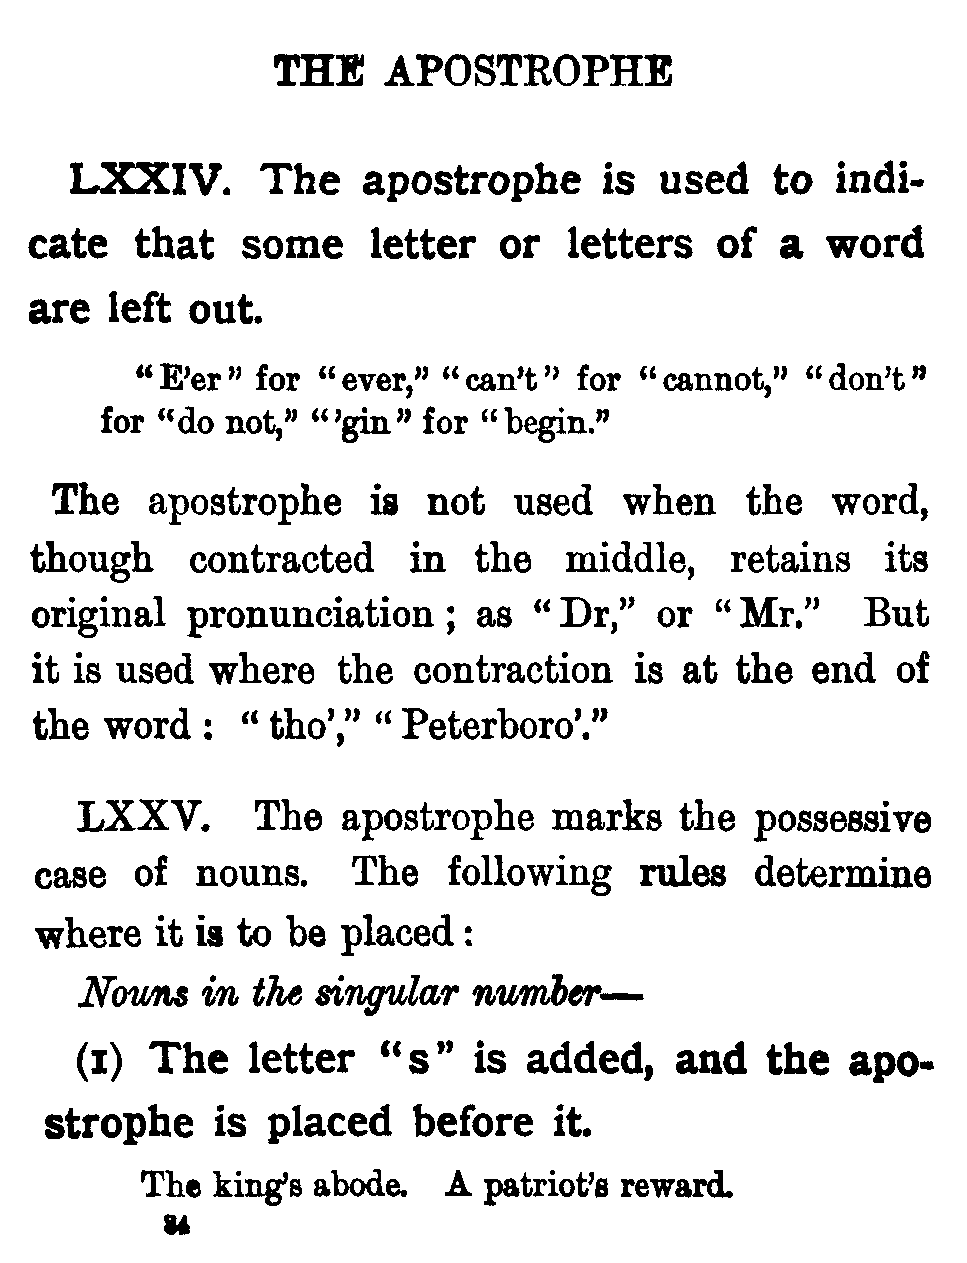 THE APOSTROPHE
LXXIV. The apostrophe is used to indi-
cate that some letter or letters of a word
are left out.
“E’er” for “ever,” “can’t” for “cannot,” “don’t”
for “do not,” “’gin” for “begin.”
The apostrophe is not used when the word,
though contracted in the middle, retains its
original pronunciation; as “Dr,” or “Mr.” But
it is used where the contraction is at the end of
the word: “tho’,” “Peterboro’.”
LXXV. The apostrophe marks the possessive
case of nouns. The following rules determine
where it is to be placed:
Nouns in the singular number—
(1) The letter “s” is added, and the apo-
strophe is placed before it.
The king’s abode. A patriot’s reward.
84